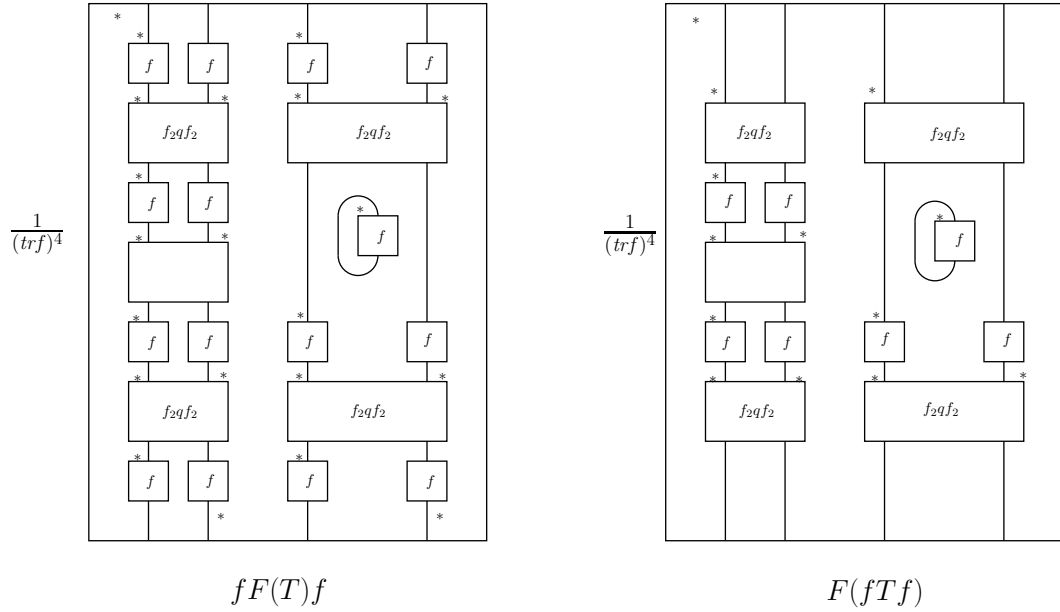 *
* *
f f f f
* * * *
f₂qf₂ f₂qf₂
*
f f
*
1/(trf)⁴
* * f
* *
f f f f
* * * *
f₂qf₂ f₂qf₂
* *
f f f f
* *
fF(T)f
*
* *
f₂qf₂ f₂qf₂
*
f f
*
1/(trf)⁴
* * f
* *
f f f f
* * * *
f₂qf₂ f₂qf₂
F(fTf)